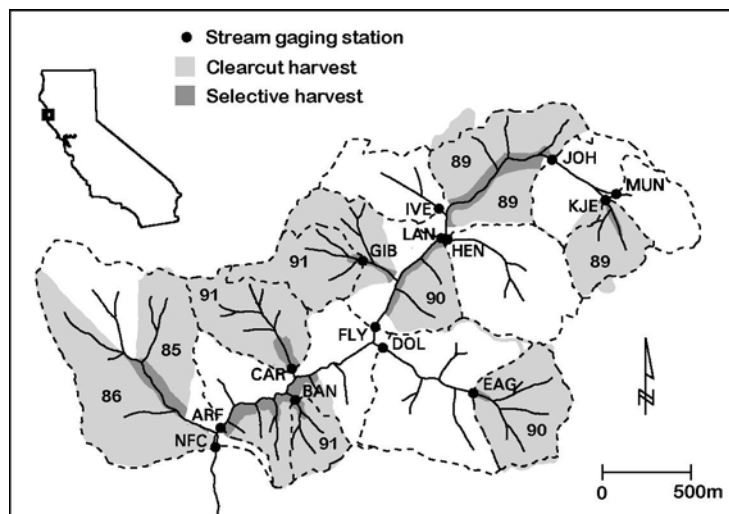 Stream gaging station
Clearcut harvest
Selective harvest
89
JOH
MUN
IVE
89
KJE
LAN
HEN
GIB
91
89
91
90
FLY
DOL
85
CAR
EAG
86
BAN
ARF
90
NFC
91
N
0
500m